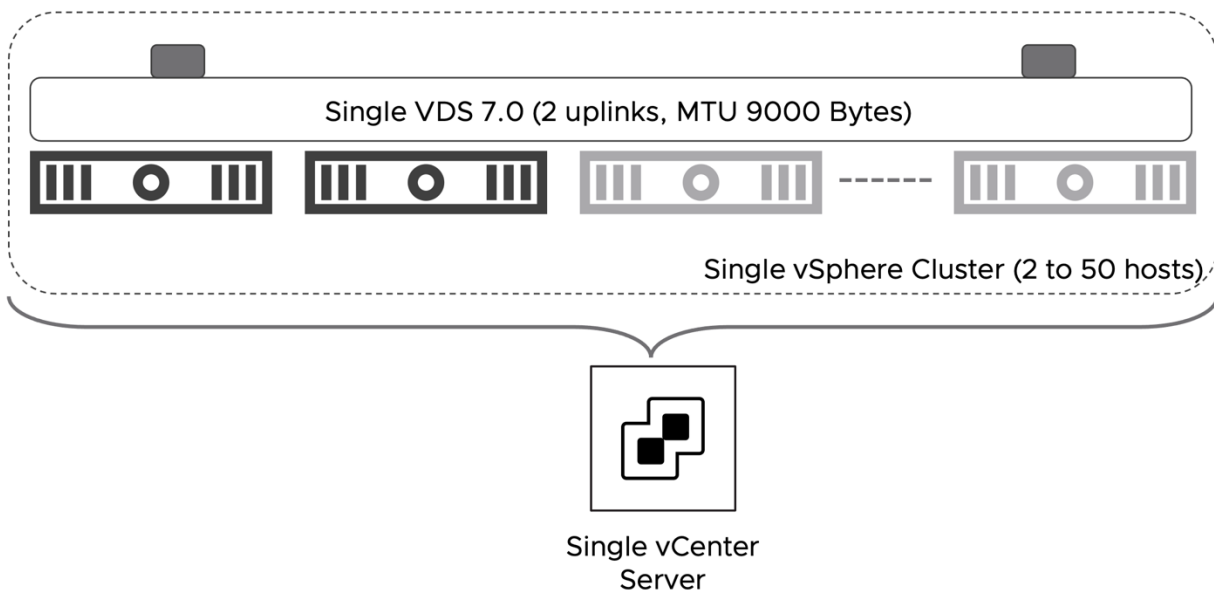 Single VDS 7.0 (2 uplinks, MTU 9000 Bytes)
Single vSphere Cluster (2 to 50 hosts)
Single vCenter
Server